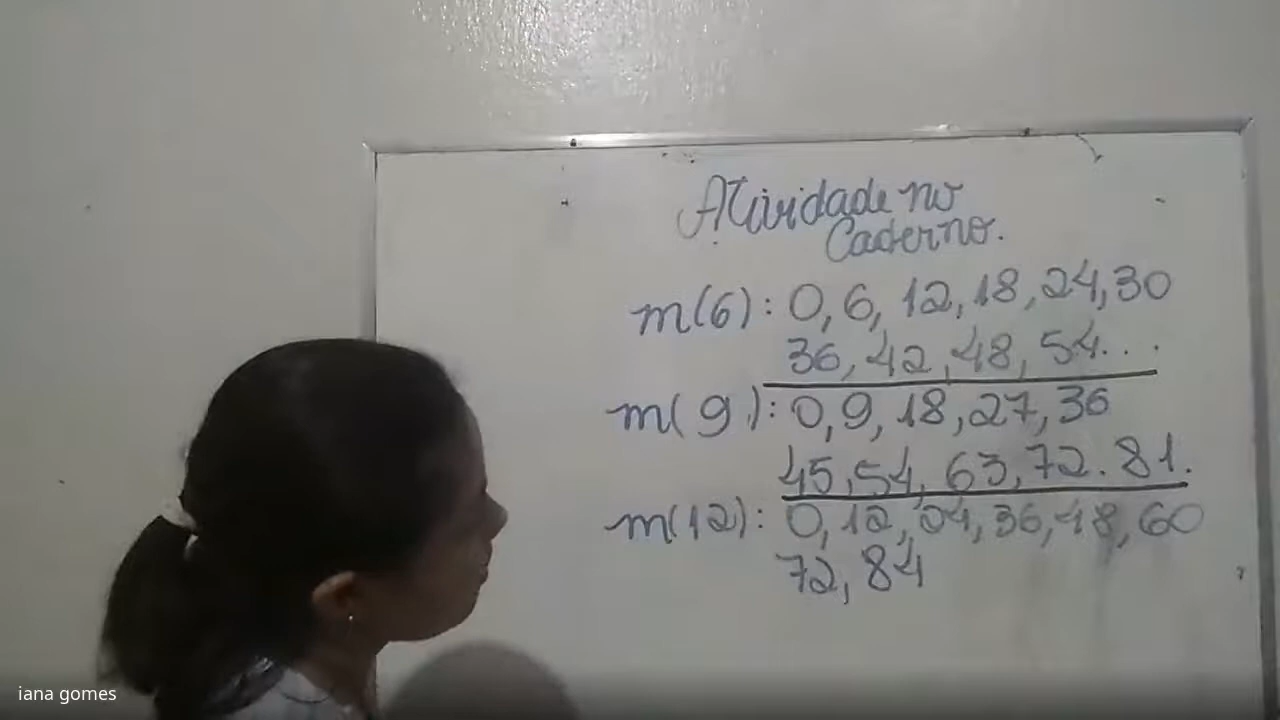 Atividade no
Caderno.
m(6): 0, 6, 12, 18, 24, 30
36, 42, 48, 54...
m(9): 0, 9, 18, 27, 36
45, 54, 63, 72. 81.
m(12): 0, 12, 24, 36, 48, 60
72, 84
iana gomes